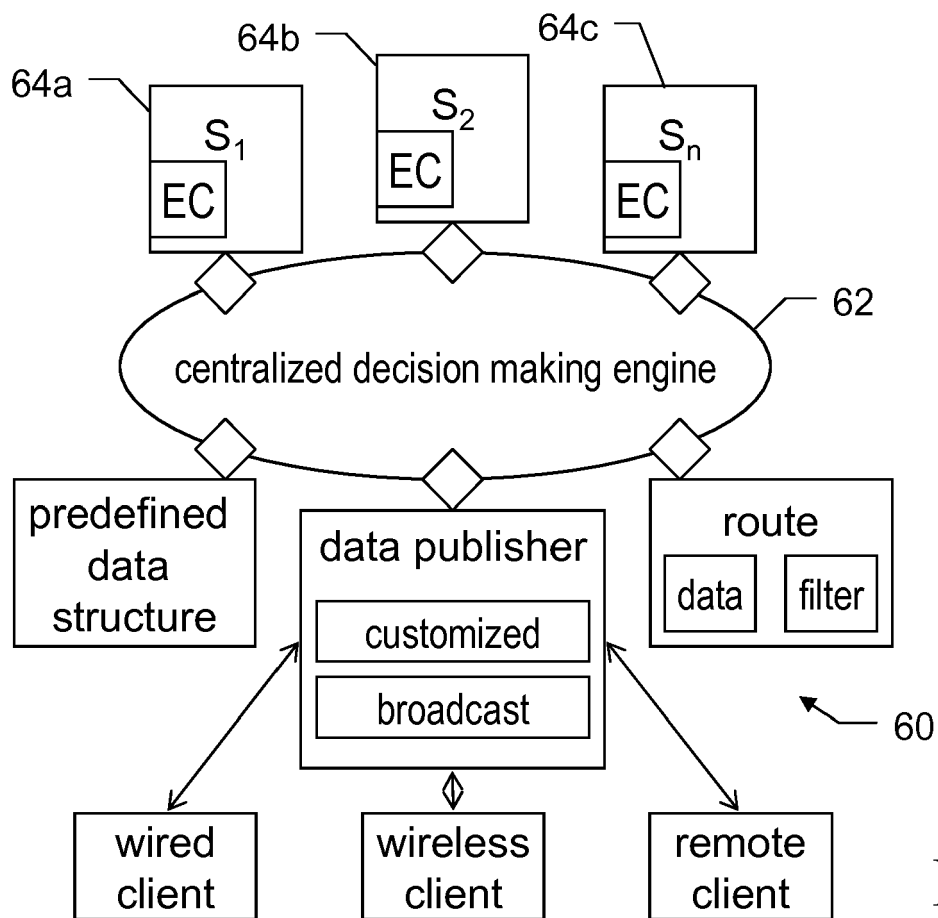 64a
64b
64c
S1
S2
Sn
EC
EC
EC
62
centralized decision making engine
predefined
data
structure
data publisher
customized
broadcast
route
data
filter
60
wired
client
wireless
client
remote
client